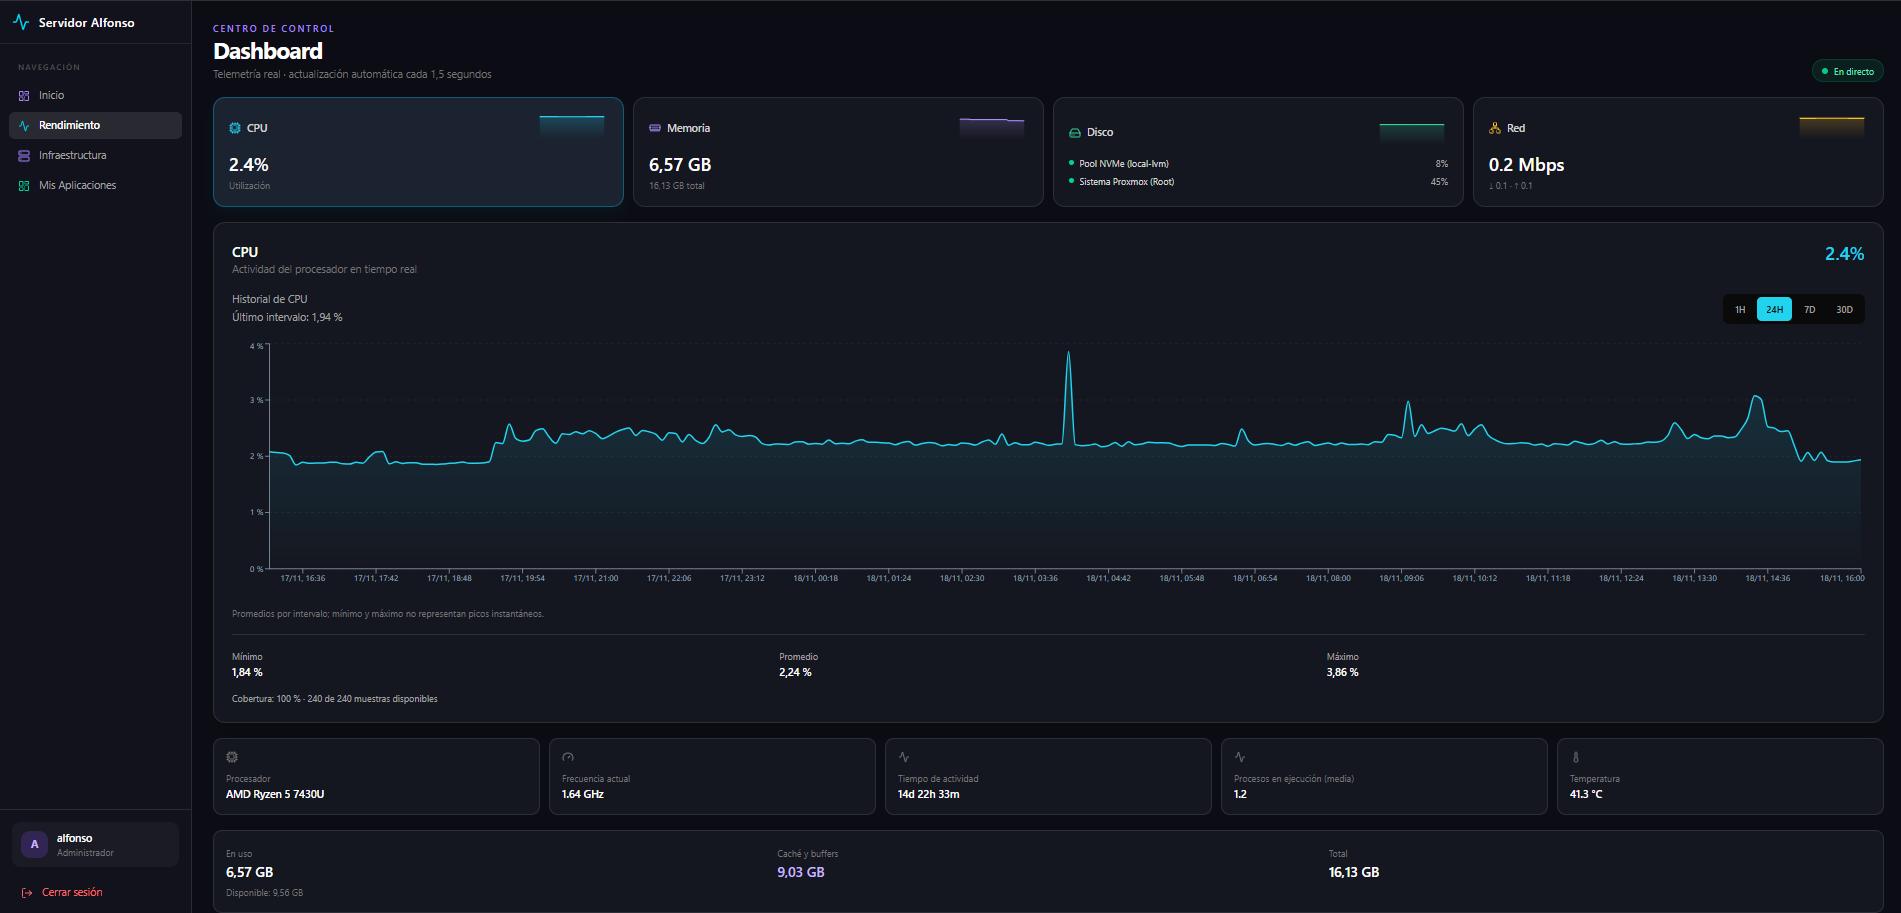 Servidor Alfonso
NAVEGACIÓN
Inicio
Rendimiento
Infraestructura
Mis Aplicaciones
CENTRO DE CONTROL
Dashboard
Telemetría real · actualización automática cada 1,5 segundos
En directo
CPU
2.4%
Utilización
Memoria
6,57 GB
16,13 GB total
Disco
Pool NVMe (local-lvm) 8%
Sistema Proxmox (Root) 45%
Red
0.2 Mbps
↓ 0.1 · ↑ 0.1
CPU
2.4%
Actividad del procesador en tiempo real
Historial de CPU
Último intervalo: 1,94 %
1H 24H 7D 30D
4 %
3 %
2 %
1 %
0 %
17/11, 16:36 17/11, 17:42 17/11, 18:48 17/11, 19:54 17/11, 21:00 17/11, 22:06 17/11, 23:12 18/11, 00:18 18/11, 01:24 18/11, 02:30 18/11, 03:36 18/11, 04:42 18/11, 05:48 18/11, 06:54 18/11, 08:00 18/11, 09:06 18/11, 10:12 18/11, 11:18 18/11, 12:24 18/11, 13:30 18/11, 14:36 18/11, 16:00
Promedios por intervalo; mínimo y máximo no representan picos instantáneos.
Mínimo
1,84 %
Promedio
2,24 %
Máximo
3,86 %
Cobertura: 100 % · 240 de 240 muestras disponibles
Procesador
AMD Ryzen 5 7430U
Frecuencia actual
1.64 GHz
Tiempo de actividad
14d 22h 33m
Procesos en ejecución (media)
1.2
Temperatura
41.3 °C
En uso
6,57 GB
Disponible: 9,56 GB
Caché y buffers
9,03 GB
Total
16,13 GB
A
alfonso
Administrador
Cerrar sesión